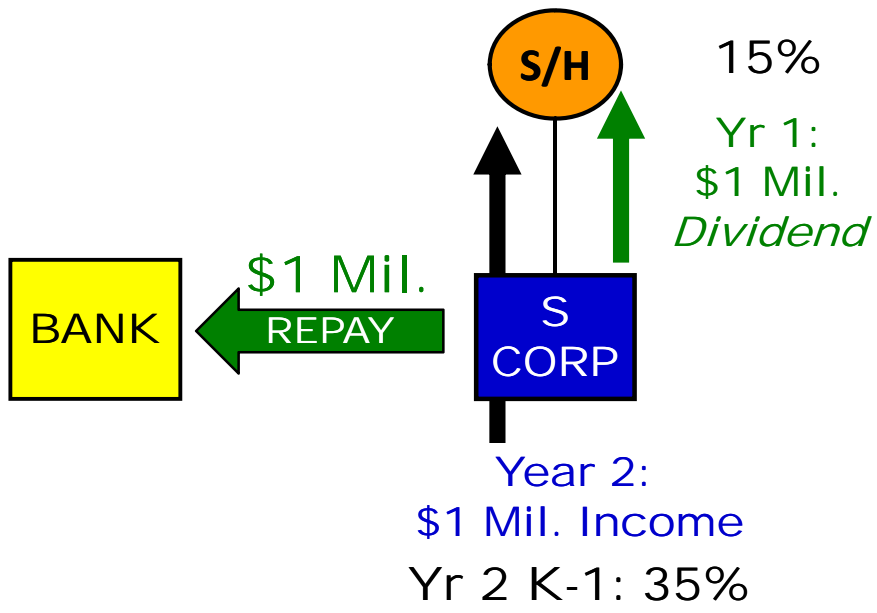 S/H
15%
Yr 1:
$1 Mil.
Dividend
$1 Mil.
REPAY
BANK
S
CORP
Year 2:
$1 Mil. Income
Yr 2 K-1: 35%